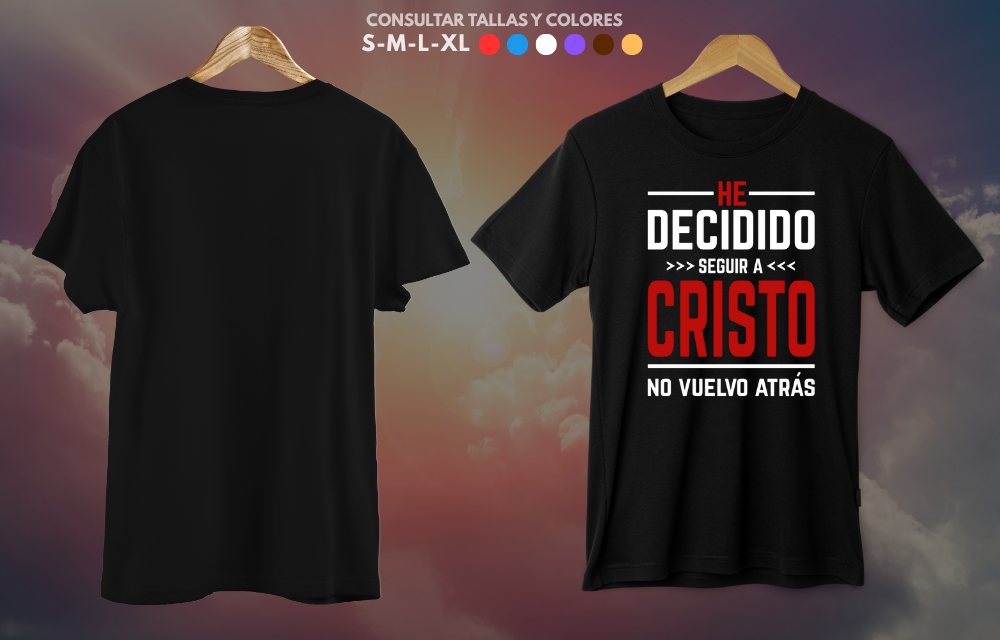 CONSULTAR TALLAS Y COLORES
S-M-L-XL
HE
DECIDIDO
>>> SEGUIR A <<<
CRISTO
NO VUELVO ATRÁS